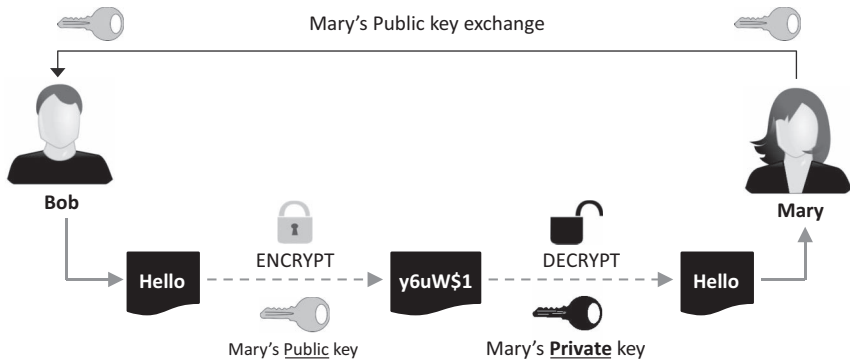 Mary's Public key exchange
Bob
Mary
ENCRYPT
DECRYPT
Hello
y6uW$1
Hello
Mary's Public key
Mary's Private key